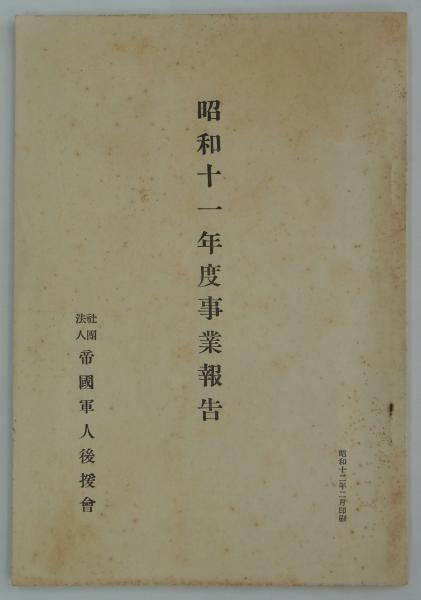 昭和十二年二月印刷
昭和十一年度事業報告
社團法人帝國軍人後援會